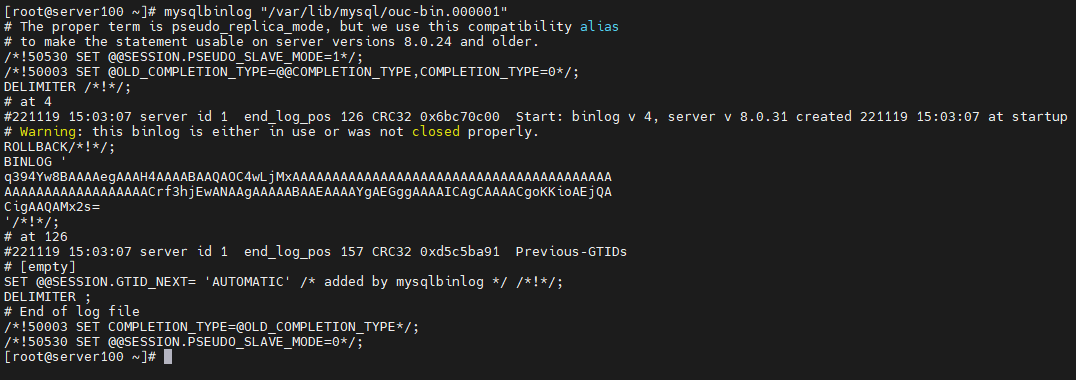 [root@server100 ~]# mysqlbinlog "/var/lib/mysql/ouc-bin.000001"
# The proper term is pseudo_replica_mode, but we use this compatibility alias
# to make the statement usable on server versions 8.0.24 and older.
/*!50530 SET @@SESSION.PSEUDO_SLAVE_MODE=1*/;
/*!50003 SET @OLD_COMPLETION_TYPE=@@COMPLETION_TYPE,COMPLETION_TYPE=0*/;
DELIMITER /*!*/;
# at 4
#221119 15:03:07 server id 1  end_log_pos 126 CRC32 0x6bc70c00  Start: binlog v 4, server v 8.0.31 created 221119 15:03:07 at startup
# Warning: this binlog is either in use or was not closed properly.
ROLLBACK/*!*/;
BINLOG '
q394Yw8BAAAAegAAAH4AAAABAAQAOC4wLjMxAAAAAAAAAAAAAAAAAAAAAAAAAAAAAAAAAAAAAAAA
AAAAAAAAAAAAAAAAAACrf3hjEwANAAgAAAAABAAEAAAAYgAEGggAAAAICAgCAAAACgoKKioAEjQA
CigAAQAMx2s=
'/*!*/;
# at 126
#221119 15:03:07 server id 1  end_log_pos 157 CRC32 0xd5c5ba91  Previous-GTIDs
# [empty]
SET @@SESSION.GTID_NEXT= 'AUTOMATIC' /* added by mysqlbinlog */ /*!*/;
DELIMITER ;
# End of log file
/*!50003 SET COMPLETION_TYPE=@OLD_COMPLETION_TYPE*/;
/*!50530 SET @@SESSION.PSEUDO_SLAVE_MODE=0*/;
[root@server100 ~]#